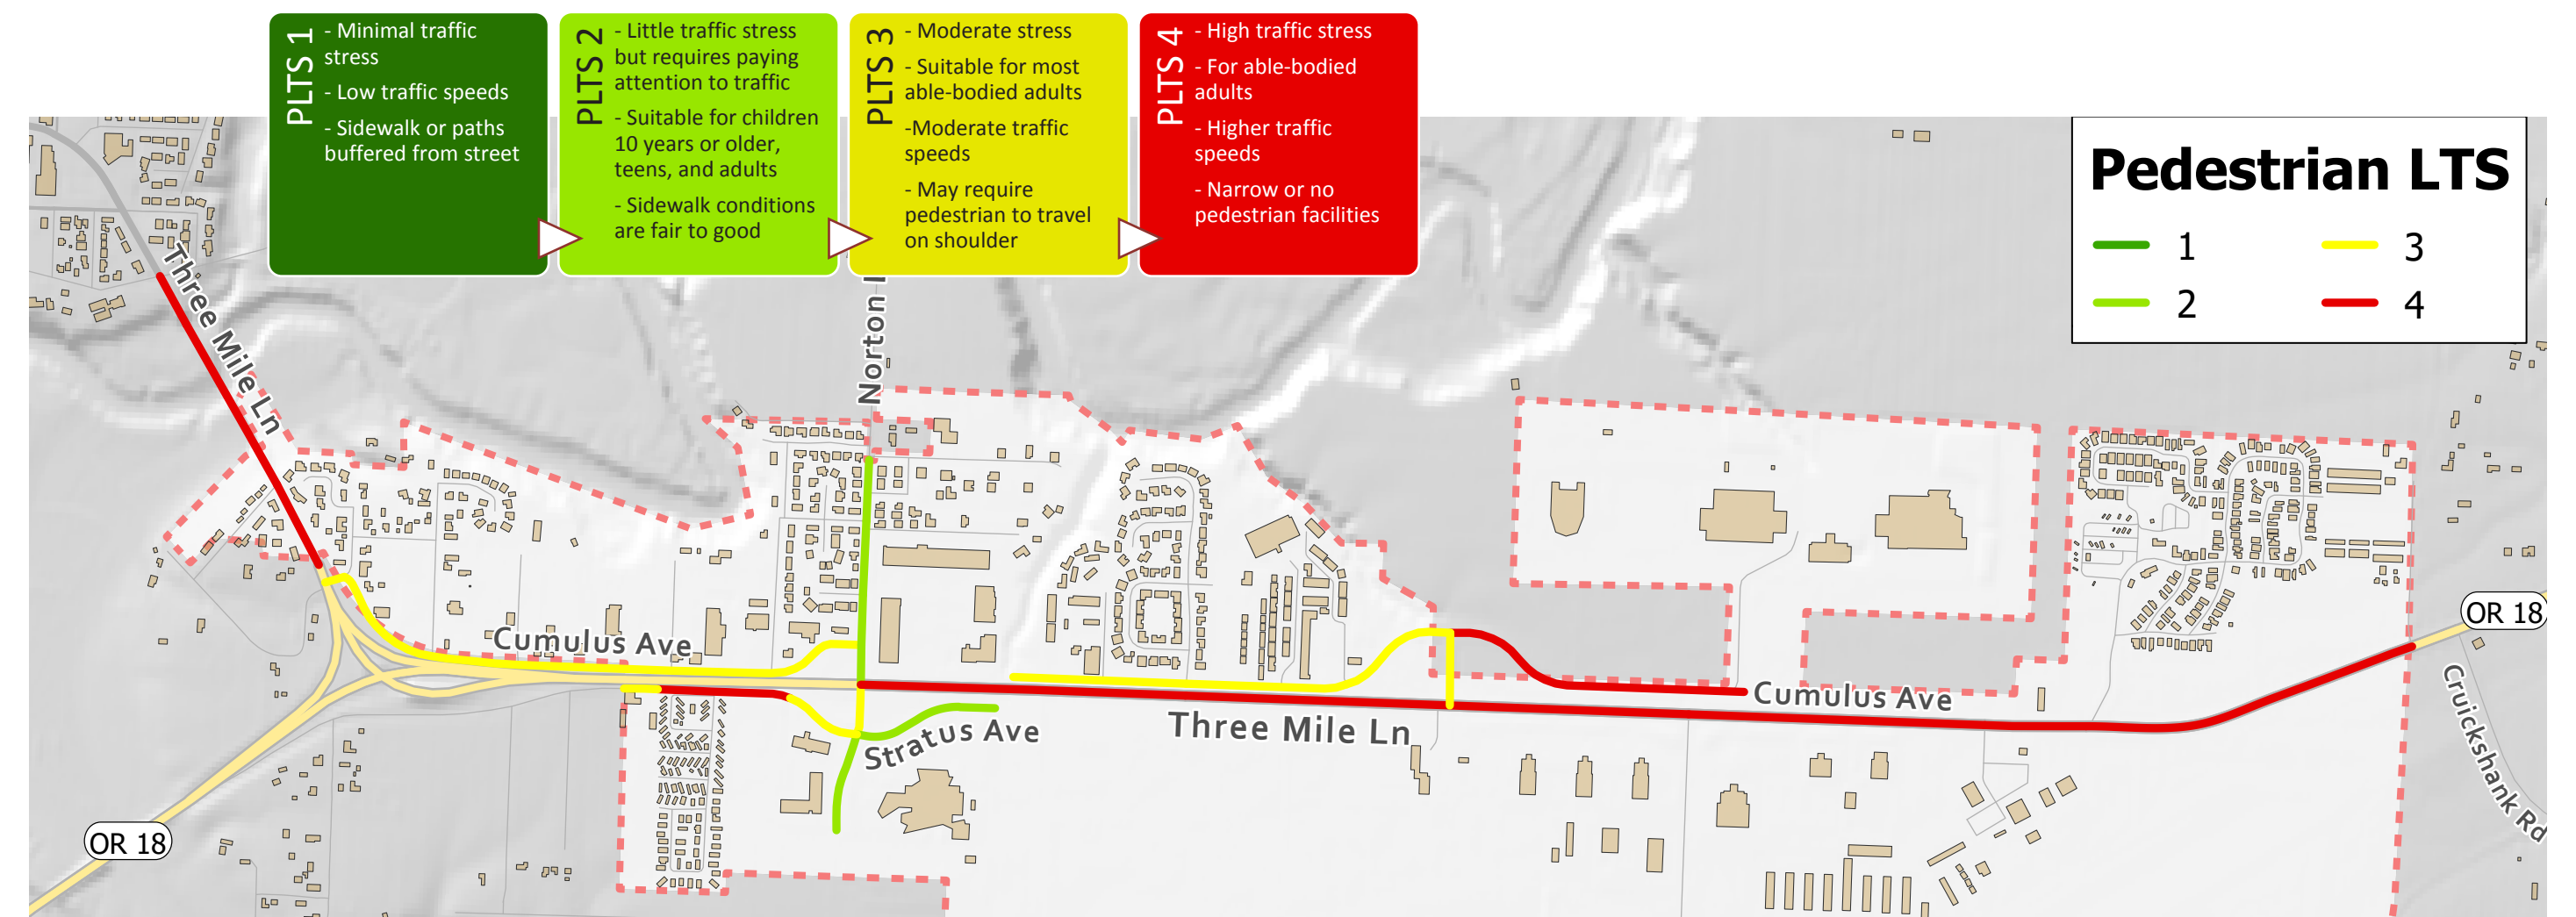 PLTS 1
- Minimal traffic
stress
- Low traffic speeds
- Sidewalk or paths
buffered from street
PLTS 2
- Little traffic stress
but requires paying
attention to traffic
- Suitable for children
10 years or older,
teens, and adults
- Sidewalk conditions
are fair to good
PLTS 3
- Moderate stress
- Suitable for most
able-bodied adults
-Moderate traffic
speeds
- May require
pedestrian to travel
on shoulder
PLTS 4
- High traffic stress
- For able-bodied
adults
- Higher traffic
speeds
- Narrow or no
pedestrian facilities
Pedestrian LTS
1
3
2
4
Three Mile Ln
Norton
Cumulus Ave
Stratus Ave
Three Mile Ln
Cumulus Ave
OR 18
Cruickshank Rd
OR 18